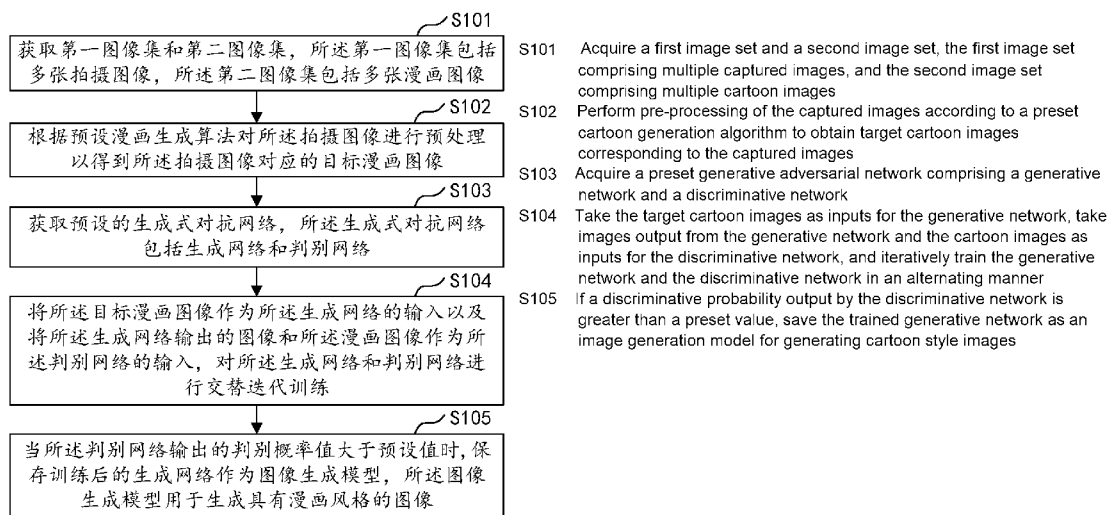 S101
获取第一图像集和第二图像集，所述第一图像集包括
多张拍摄图像，所述第二图像集包括多张漫画图像
S102
根据预设漫画生成算法对所述拍摄图像进行预处理
以得到所述拍摄图像对应的目标漫画图像
S103
获取预设的生成式对抗网络，所述生成式对抗网络
包括生成网络和判别网络
S104
将所述目标漫画图像作为所述生成网络的输入以及
将所述生成网络输出的图像和所述漫画图像作为所
述判别网络的输入，对所述生成网络和判别网络进
行交替迭代训练
S105
当所述判别网络输出的判别概率值大于预设值时,保
存训练后的生成网络作为图像生成模型，所述图像
生成模型用于生成具有漫画风格的图像
S101 Acquire a first image set and a second image set, the first image set
comprising multiple captured images, and the second image set
comprising multiple cartoon images
S102 Perform pre-processing of the captured images according to a preset
cartoon generation algorithm to obtain target cartoon images
corresponding to the captured images
S103 Acquire a preset generative adversarial network comprising a generative
network and a discriminative network
S104 Take the target cartoon images as inputs for the generative network, take
images output from the generative network and the cartoon images as
inputs for the discriminative network, and iteratively train the generative
network and the discriminative network in an alternating manner
S105 If a discriminative probability output by the discriminative network is
greater than a preset value, save the trained generative network as an
image generation model for generating cartoon style images